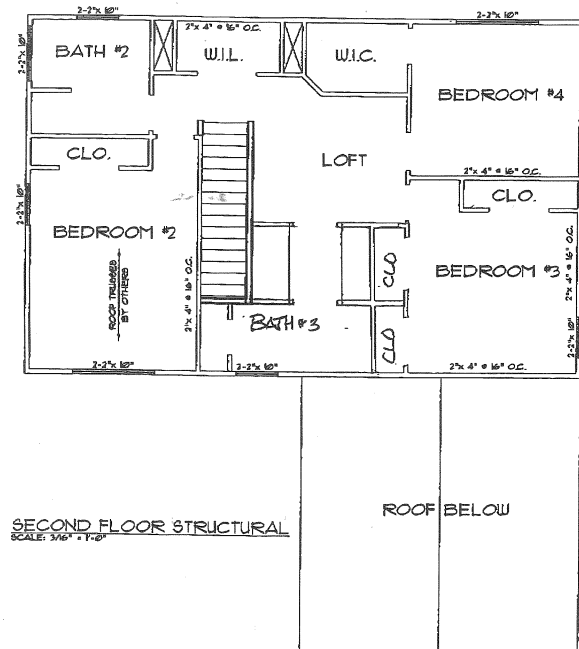 2-2"x 10"
2-2"x 10"
2"x 4" @ 16" O.C.
BATH #2
W.I.L.
W.I.C.
2-2"x 10"
BEDROOM #4
CLO.
LOFT
2"x 4" @ 16" O.C.
CLO.
2-2"x 10"
BEDROOM #2
ROOF TRUSSES
BY OTHERS
2"x 4" @ 16" O.C.
CLO
BEDROOM #3
2"x 4" @ 16" O.C.
BATH #3
CLO
2-2"x 10"
2-2"x 10"
2-2"x 10"
2"x 4" @ 16" O.C.
ROOF BELOW
SECOND FLOOR STRUCTURAL
SCALE: 3/16" = 1'-0"